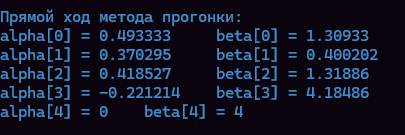 Прямой ход метода прогонки:
alpha[0] = 0.493333     beta[0] = 1.30933
alpha[1] = 0.370295     beta[1] = 0.400202
alpha[2] = 0.418527     beta[2] = 1.31886
alpha[3] = -0.221214    beta[3] = 4.18486
alpha[4] = 0    beta[4] = 4